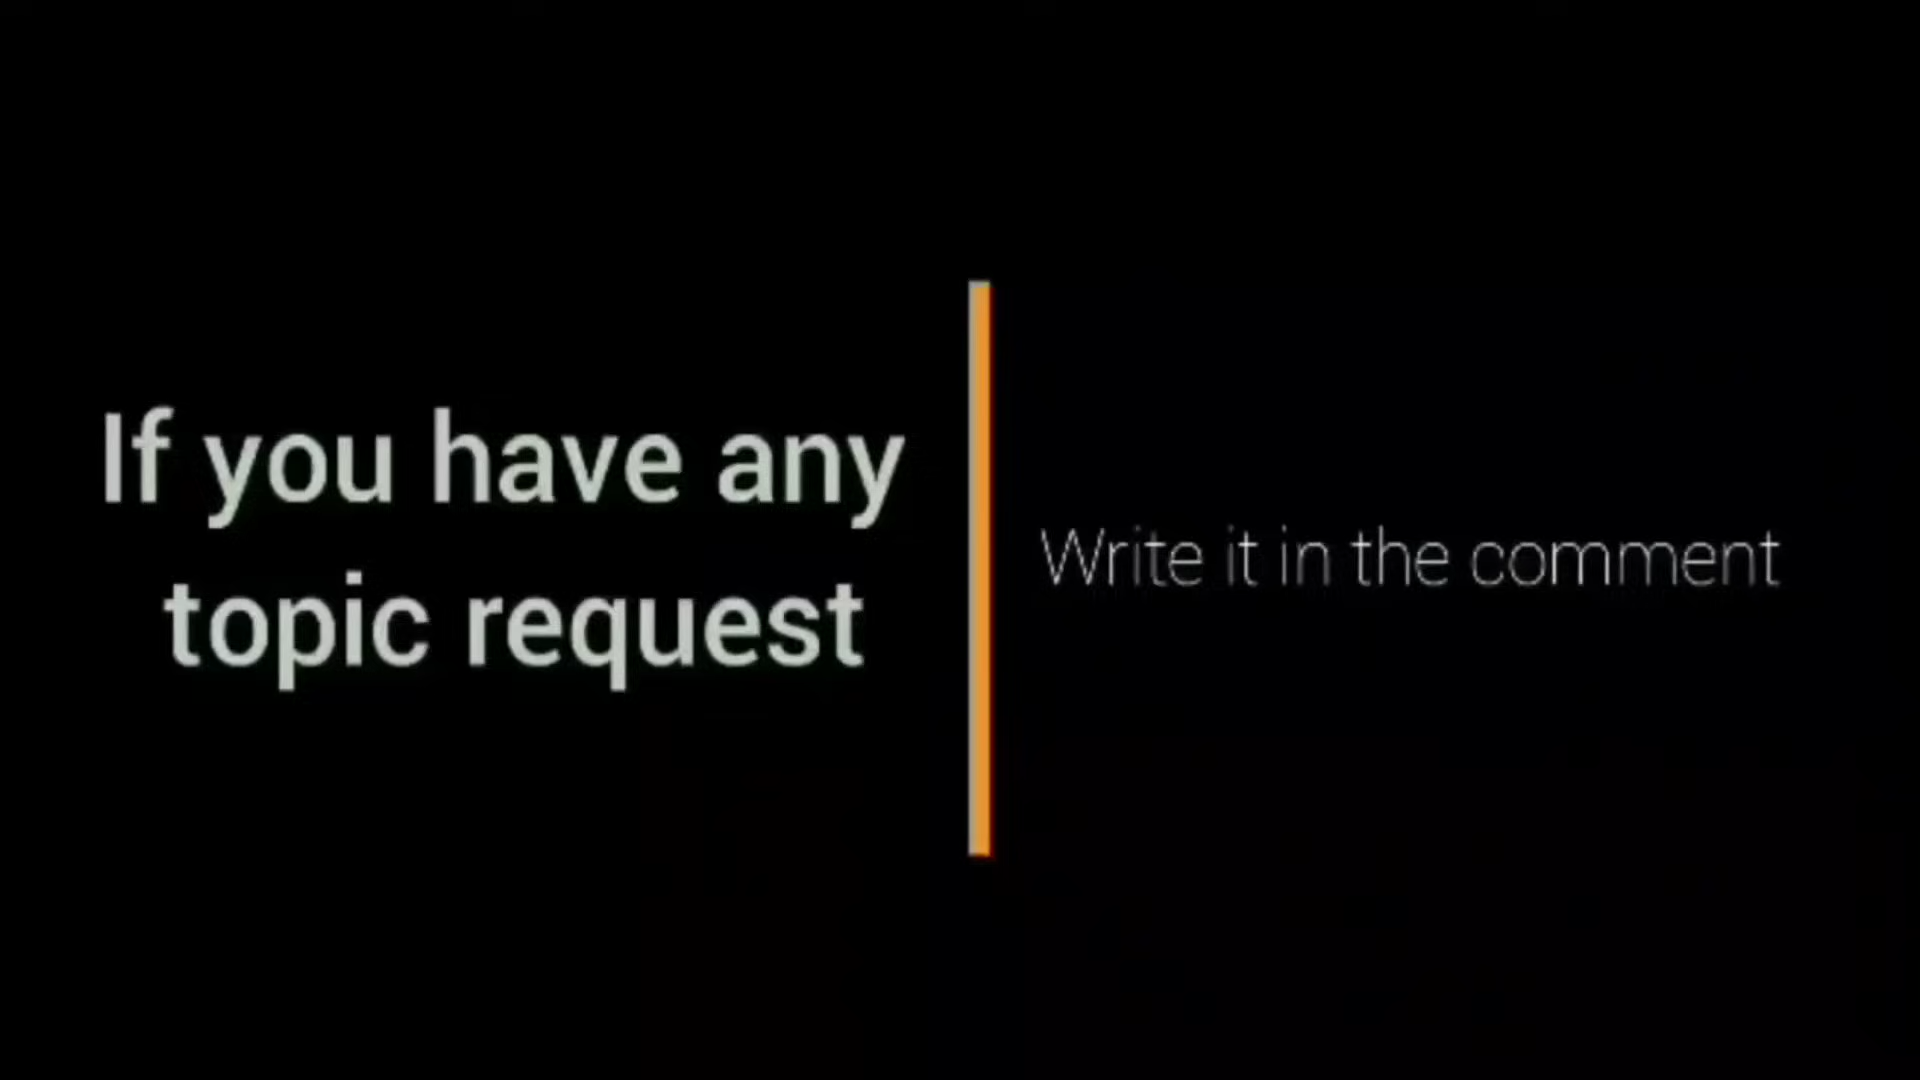 If you have any
topic request
Write it in the comment